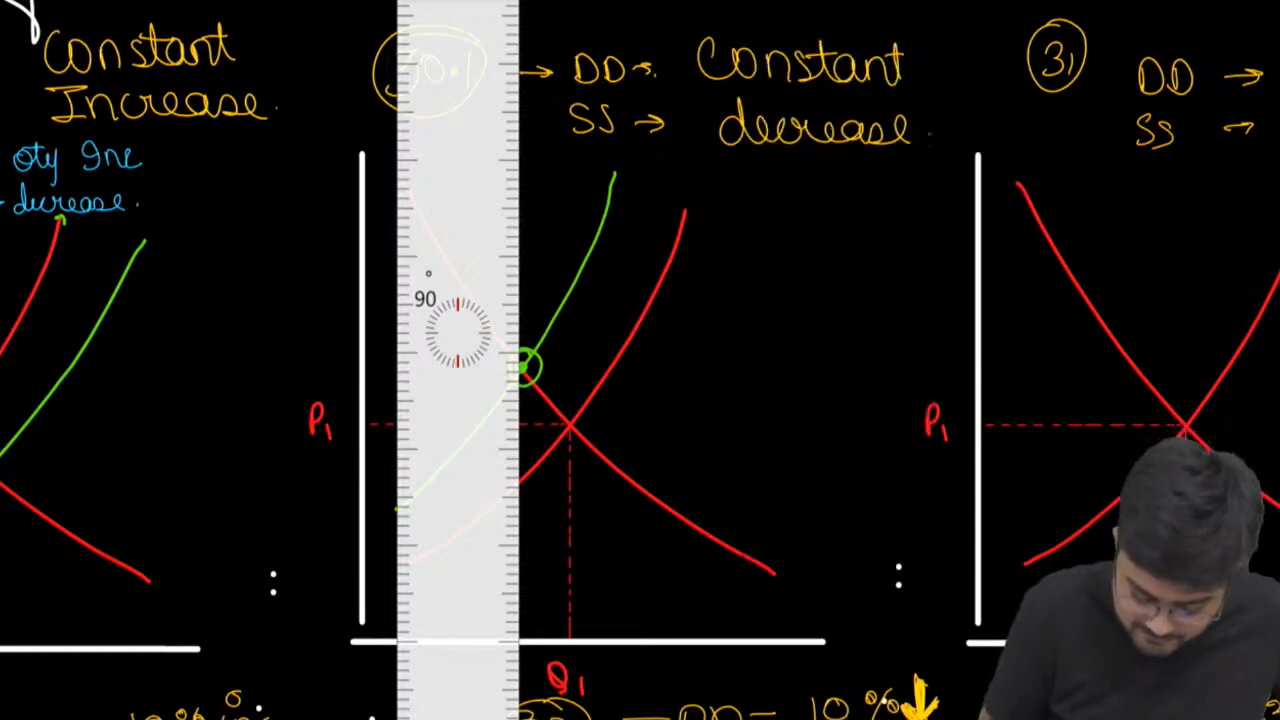 Constant
Increase.
Qty Inc
decrease.
DD → Constant
SS → decrease
3,
DD →
SS →
90
P₁
P₁
Q₁
DD = 10%